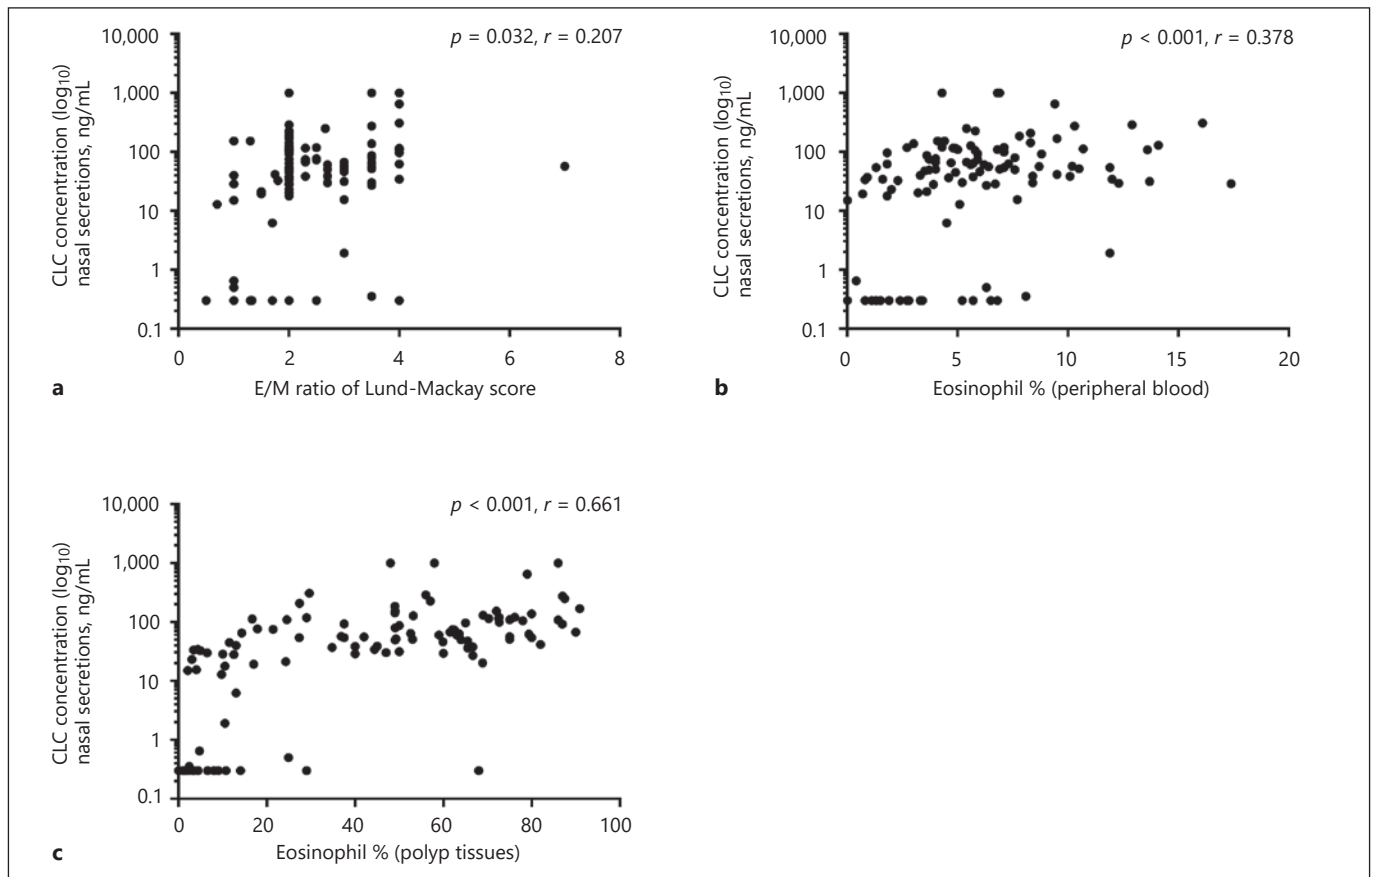 p = 0.032, r = 0.207
CLC concentration (log10)
nasal secretions, ng/mL
10,000
1,000
100
10
1
0.1
0 2 4 6 8
E/M ratio of Lund-Mackay score
a
p < 0.001, r = 0.378
CLC concentration (log10)
nasal secretions, ng/mL
10,000
1,000
100
10
1
0.1
0 5 10 15 20
Eosinophil % (peripheral blood)
b
p < 0.001, r = 0.661
CLC concentration (log10)
nasal secretions, ng/mL
10,000
1,000
100
10
1
0.1
0 20 40 60 80 100
Eosinophil % (polyp tissues)
c